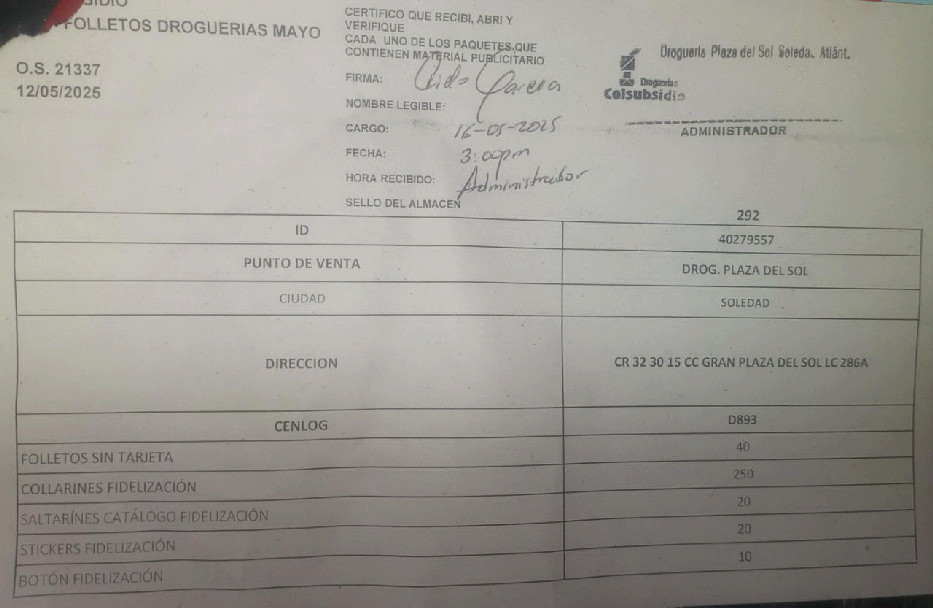 FOLLETOS DROGUERIAS MAYO
O.S. 21337
12/05/2025
CERTIFICO QUE RECIBI, ABRI Y
VERIFIQUE
CADA UNO DE LOS PAQUETES QUE
CONTIENEN MATERIAL PUBLICITARIO
FIRMA:
NOMBRE LEGIBLE:
CARGO: 16-05-2025
FECHA: 3:00pm
HORA RECIBIDO: Administrador
SELLO DEL ALMACEN
Drogueria Plaza del Sol Soleda. Atlánt.
Droguerías
Colsubsidio
ADMINISTRADOR
292
ID 40279557
PUNTO DE VENTA DROG. PLAZA DEL SOL
CIUDAD SOLEDAD
DIRECCION CR 32 30 15 CC GRAN PLAZA DEL SOL LC 286A
CENLOG D893
FOLLETOS SIN TARJETA 40
COLLARINES FIDELIZACIÓN 250
SALTARÍNES CATÁLOGO FIDELIZACIÓN 20
STICKERS FIDELIZACIÓN 20
BOTÓN FIDELIZACIÓN 10